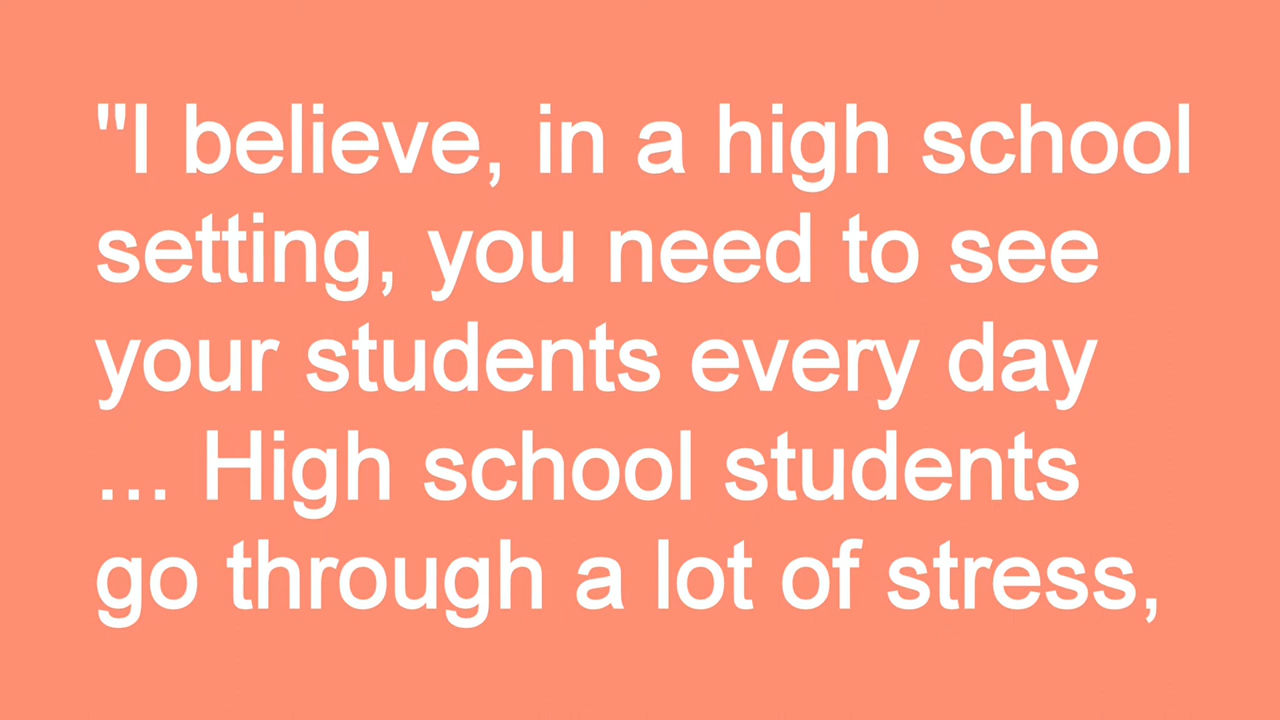 "I believe, in a high school
setting, you need to see
your students every day
... High school students
go through a lot of stress,